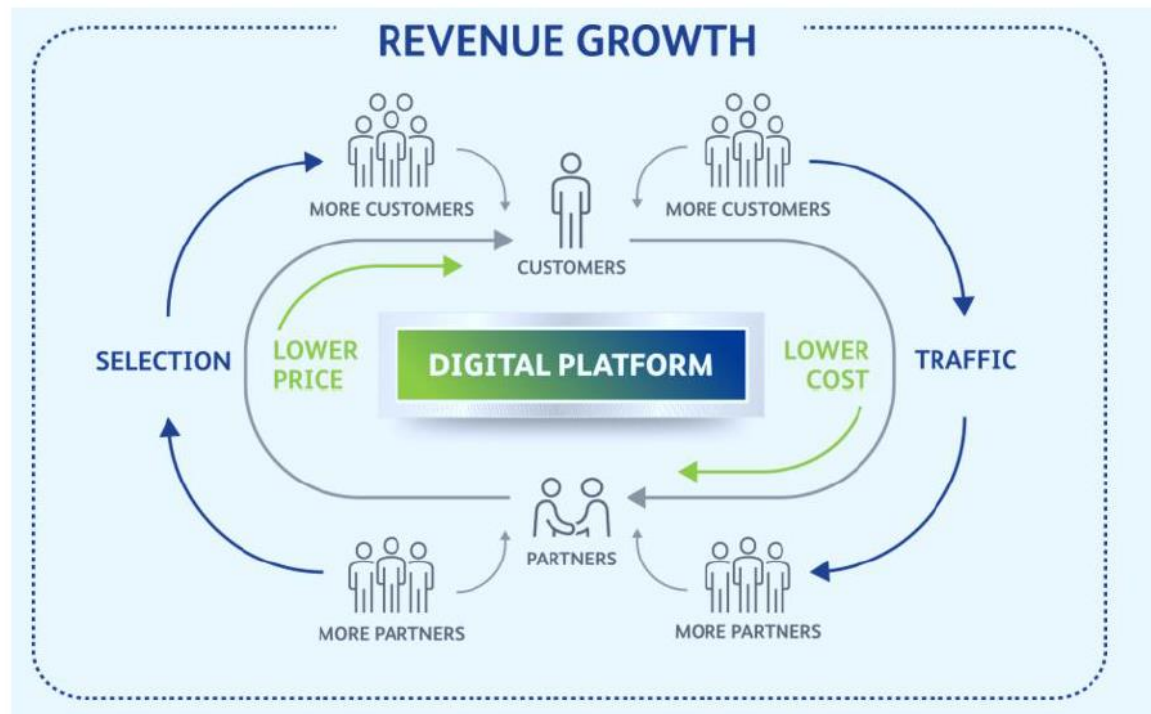 REVENUE GROWTH
MORE CUSTOMERS
MORE CUSTOMERS
CUSTOMERS
SELECTION
LOWER
PRICE
DIGITAL PLATFORM
LOWER
COST
TRAFFIC
PARTNERS
MORE PARTNERS
MORE PARTNERS